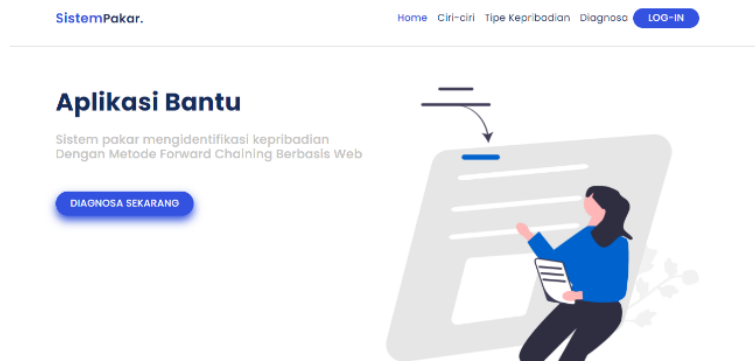 SistemPakar.
Home Ciri-ciri Tipe Kepribadian Diagnosa LOG-IN
Aplikasi Bantu
Sistem pakar mengidentifikasi kepribadian
Dengan Metode Forward Chaining Berbasis Web
DIAGNOSA SEKARANG